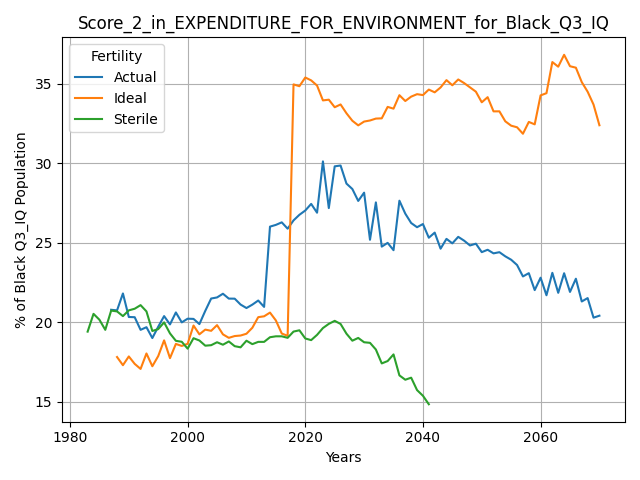 Score_2_in_EXPENDITURE_FOR_ENVIRONMENT_for_Black_Q3_IQ
Fertility
Actual
Ideal
Sterile
% of Black Q3_IQ Population
35
30
25
20
15
1980
2000
2020
2040
2060
Years